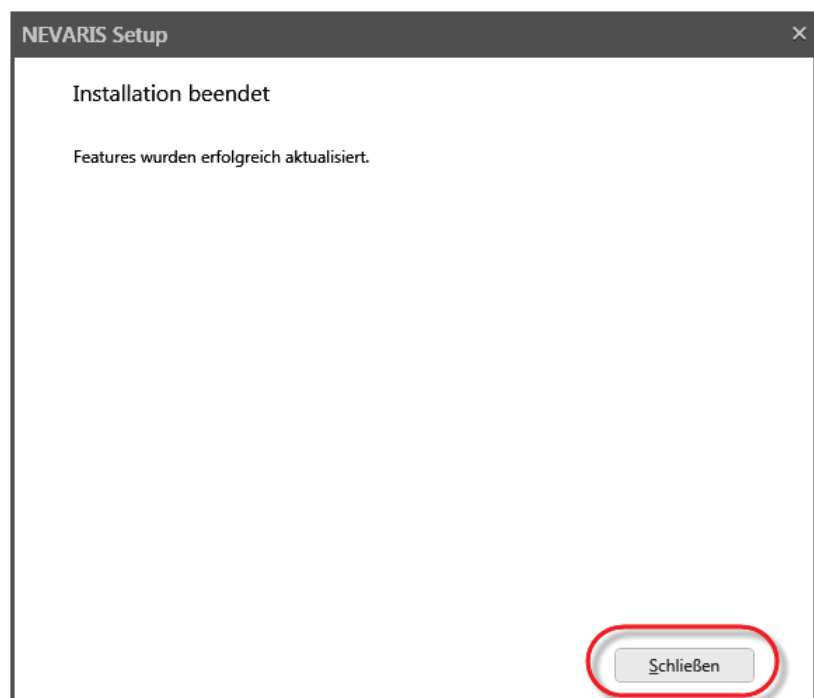 NEVARIS Setup
Installation beendet
Features wurden erfolgreich aktualisiert.
Schließen